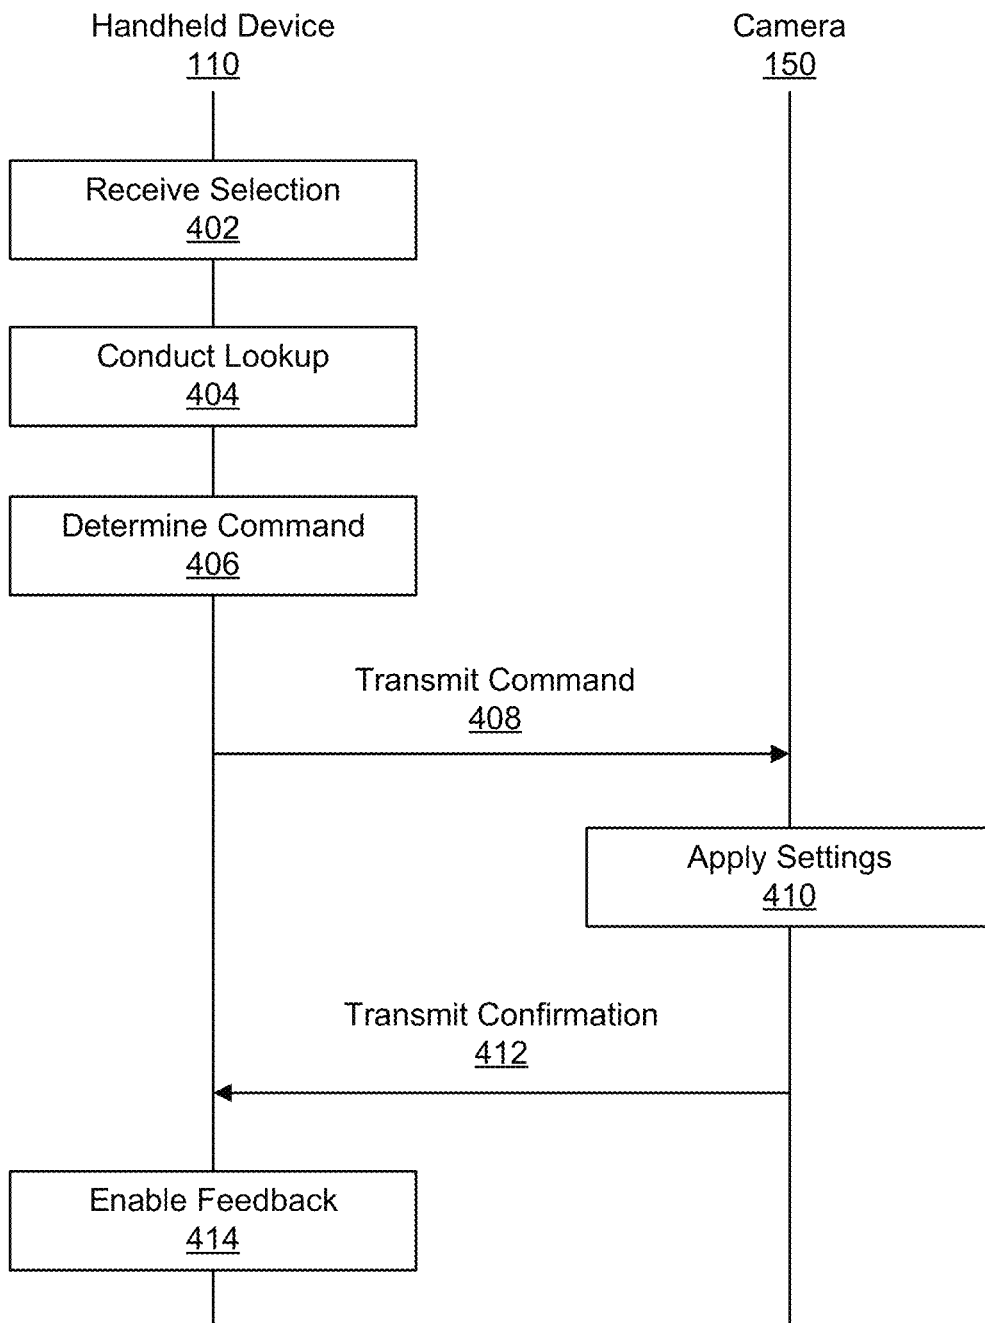 Handheld Device
110
Camera
150
Receive Selection
402
Conduct Lookup
404
Determine Command
406
Transmit Command
408
Apply Settings
410
Transmit Confirmation
412
Enable Feedback
414